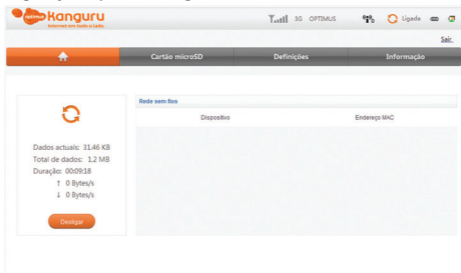 optimus kanguru
internet em todo o lado
3G OPTIMUS Ligado
Sair
Cartão microSD Definições Informação
Rede sem fios
Dispositivo Endereço MAC
Dados actuais: 31.46 KB
Total de dados: 1.2 MB
Duração: 00:09:18
↑ 0 Bytes/s
↓ 0 Bytes/s
Desligar